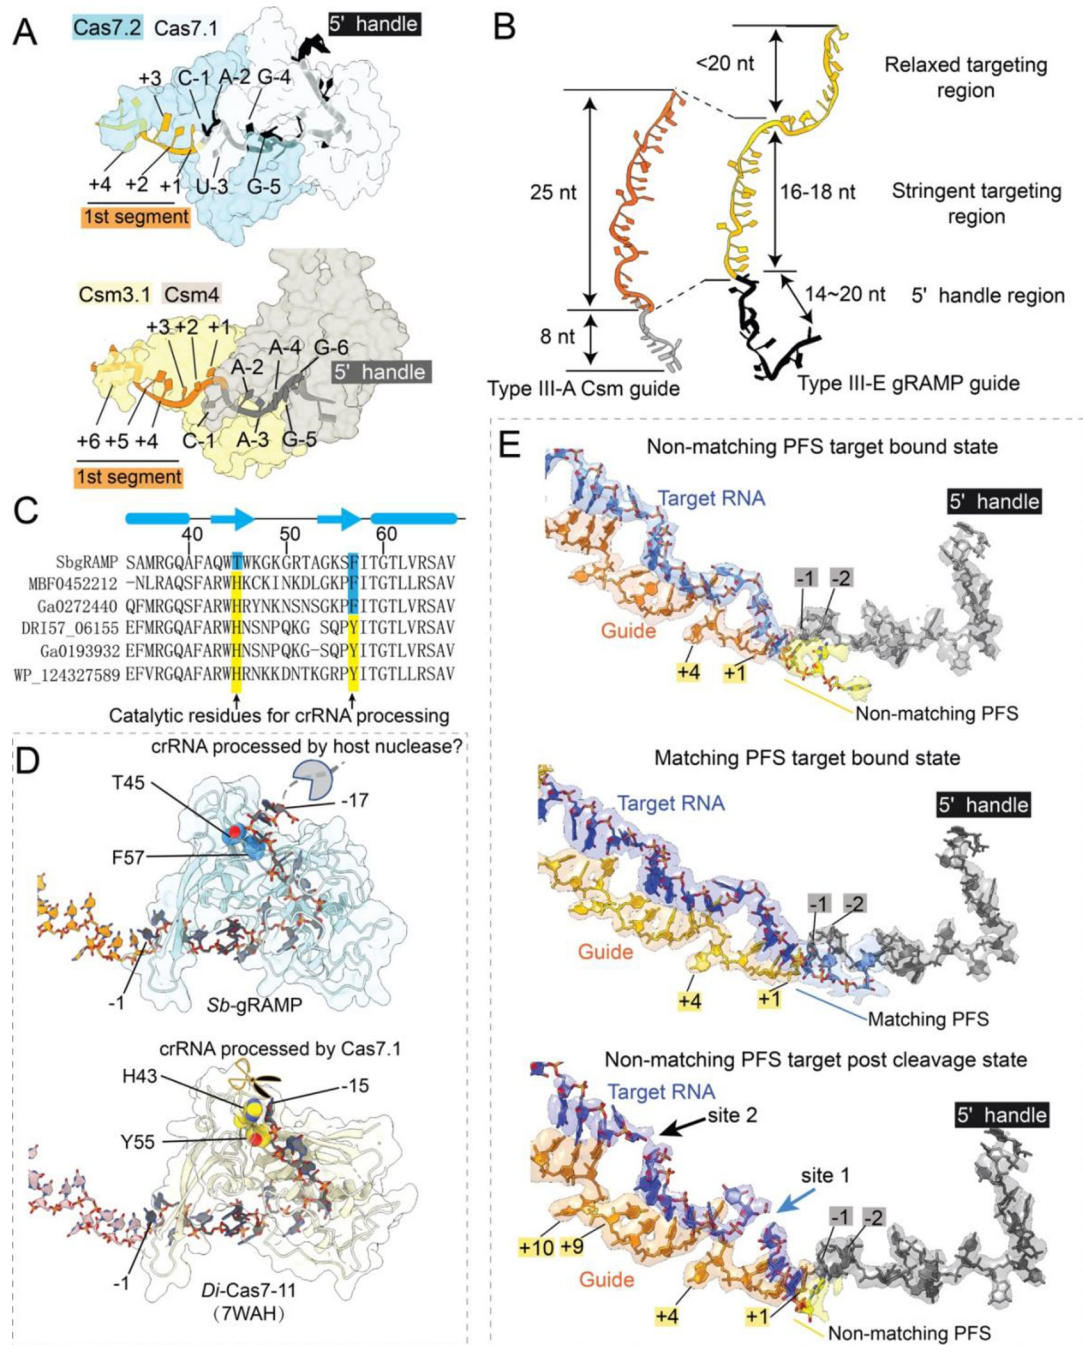 A
Cas7.2 Cas7.1
5' handle
+3 C-1 A-2 G-4
+4 +2 +1 U-3 G-5
1st segment
Csm3.1 Csm4
+3 +2 +1
A-4 G-6
A-2
5' handle
+6 +5 +4 C-1 A-3 G-5
1st segment
B
<20 nt
Relaxed targeting
region
25 nt
16-18 nt
Stringent targeting
region
14~20 nt
5' handle region
8 nt
Type III-A Csm guide
Type III-E gRAMP guide
C
40 50 60
SbgRAMP SAMRGQAFAQWTWKGKGRTAGKSFITGTLVRSAV
MBF0452212 -NLRAQSFARWHKCKINKDLGKPFITGTLVRSAV
Ga0272440 QFMRGQSFARWHRYNKNSNSGKPFITGTLVRSAV
DRI57_06155 EFMRGQAFARWHNSNPQKG SQPYITGTLVRSAV
Ga0193932 EFMRGQAFARWHNSNPQKG-SQPYITGTLVRSAV
WP_124327589 EFVRGQAFARWHRNKKDNTKGRPYITGTLLRSAV
Catalytic residues for crRNA processing
D
crRNA processed by host nuclease?
T45
-17
F57
-1
Sb-gRAMP
crRNA processed by Cas7.1
H43
-15
Y55
-1
Di-Cas7-11
(7WAH)
E
Non-matching PFS target bound state
Target RNA
5' handle
-1 -2
Guide
+4 +1
Non-matching PFS
Matching PFS target bound state
Target RNA
5' handle
-1 -2
Guide
+4 +1
Matching PFS
Non-matching PFS target post cleavage state
Target RNA
site 2
5' handle
site 1
-1 -2
+10 +9
Guide
+4 +1
Non-matching PFS